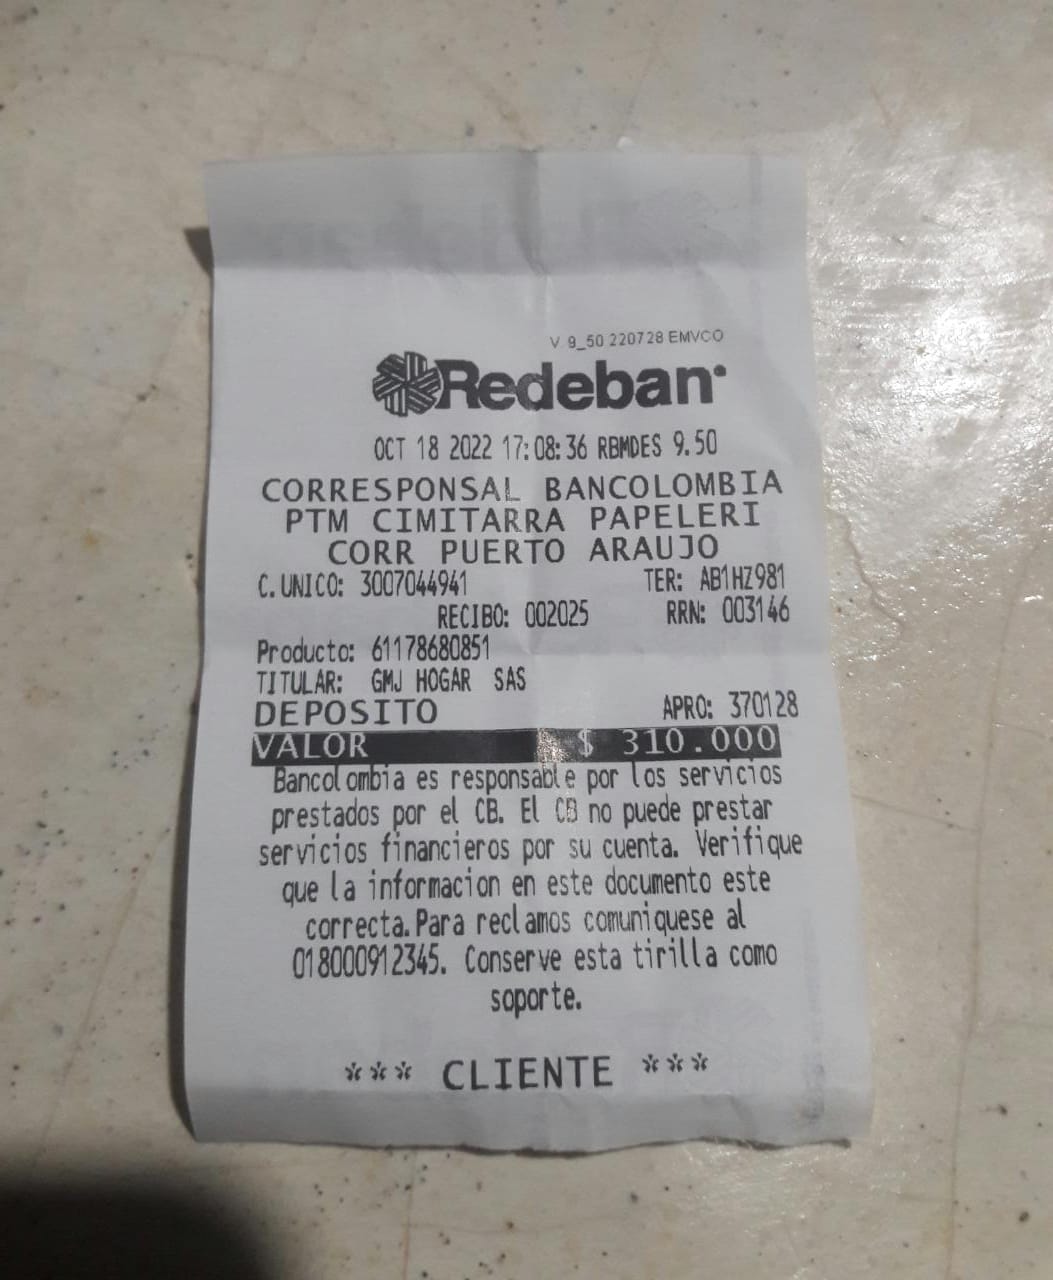 V 9_50 220728 EMVCO
Redeban
OCT 18 2022 17:08:36 RBMDES 9.50
CORRESPONSAL BANCOLOMBIA
PTM CIMITARRA PAPELERI
CORR PUERTO ARAUJO
C.UNICO: 3007044941 TER: AB1HZ981
RECIBO: 002025 RRN: 003146
Producto: 61178680851
TITULAR: GMJ HOGAR SAS
DEPOSITO APRO: 370128
VALOR $ 310.000
Bancolombia es responsable por los servicios
prestados por el CB. El CB no puede prestar
servicios financieros por su cuenta. Verifique
que la informacion en este documento este
correcta.Para reclamos comuniquese al
018000912345. Conserve esta tirilla como
soporte.
*** CLIENTE ***